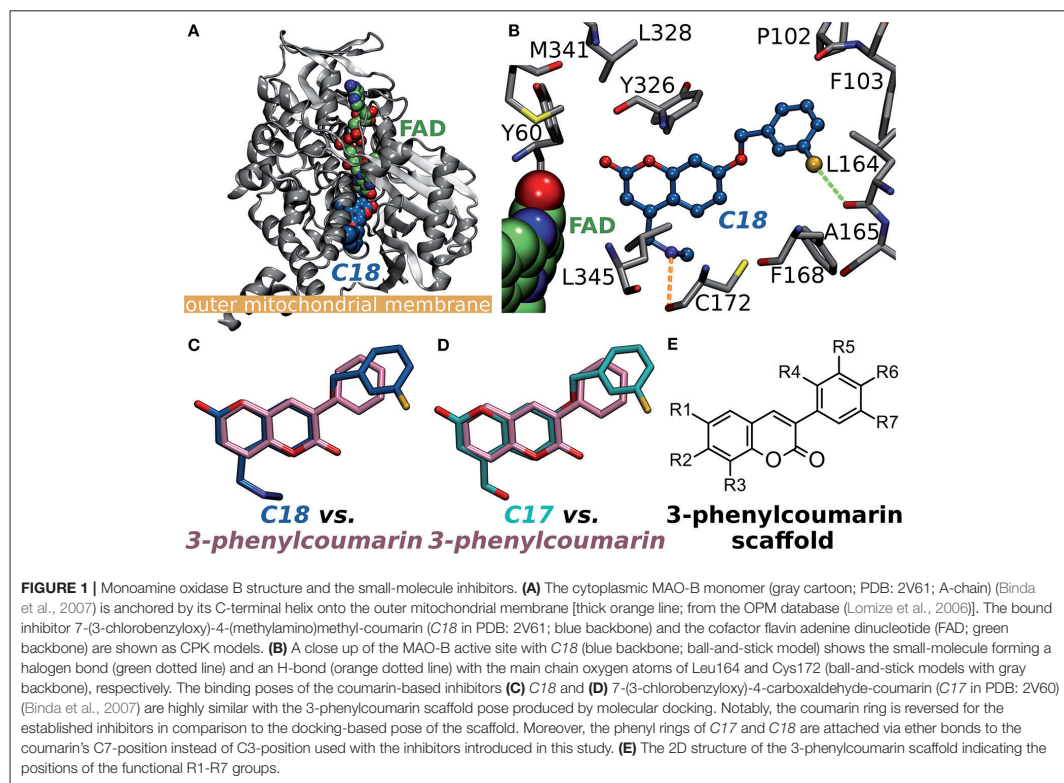 A
FAD
C18
outer mitochondrial membrane
B
M341
L328
P102
Y326
F103
Y60
L164
FAD
C18
A165
L345
F168
C172
C
C18 vs.
3-phenylcoumarin
D
C17 vs.
3-phenylcoumarin
E
R5
R4
R6
R1
R7
R2
O
O
R3
3-phenylcoumarin
scaffold
FIGURE 1 | Monoamine oxidase B structure and the small-molecule inhibitors. (A) The cytoplasmic MAO-B monomer (gray cartoon; PDB: 2V61; A-chain) (Binda
et al., 2007) is anchored by its C-terminal helix onto the outer mitochondrial membrane [thick orange line; from the OPM database (Lomize et al., 2006)]. The bound
inhibitor 7-(3-chlorobenzyloxy)-4-(methylamino)methyl-coumarin (C18 in PDB: 2V61; blue backbone) and the cofactor flavin adenine dinucleotide (FAD; green
backbone) are shown as CPK models. (B) A close up of the MAO-B active site with C18 (blue backbone; ball-and-stick model) shows the small-molecule forming a
halogen bond (green dotted line) and an H-bond (orange dotted line) with the main chain oxygen atoms of Leu164 and Cys172 (ball-and-stick models with gray
backbone), respectively. The binding poses of the coumarin-based inhibitors (C) C18 and (D) 7-(3-chlorobenzyloxy)-4-carboxaldehyde-coumarin (C17 in PDB: 2V60)
(Binda et al., 2007) are highly similar with the 3-phenylcoumarin scaffold pose produced by molecular docking. Notably, the coumarin ring is reversed for the
established inhibitors in comparison to the docking-based pose of the scaffold. Moreover, the phenyl rings of C17 and C18 are attached via ether bonds to the
coumarin's C7-position instead of C3-position used with the inhibitors introduced in this study. (E) The 2D structure of the 3-phenylcoumarin scaffold indicating the
positions of the functional R1-R7 groups.